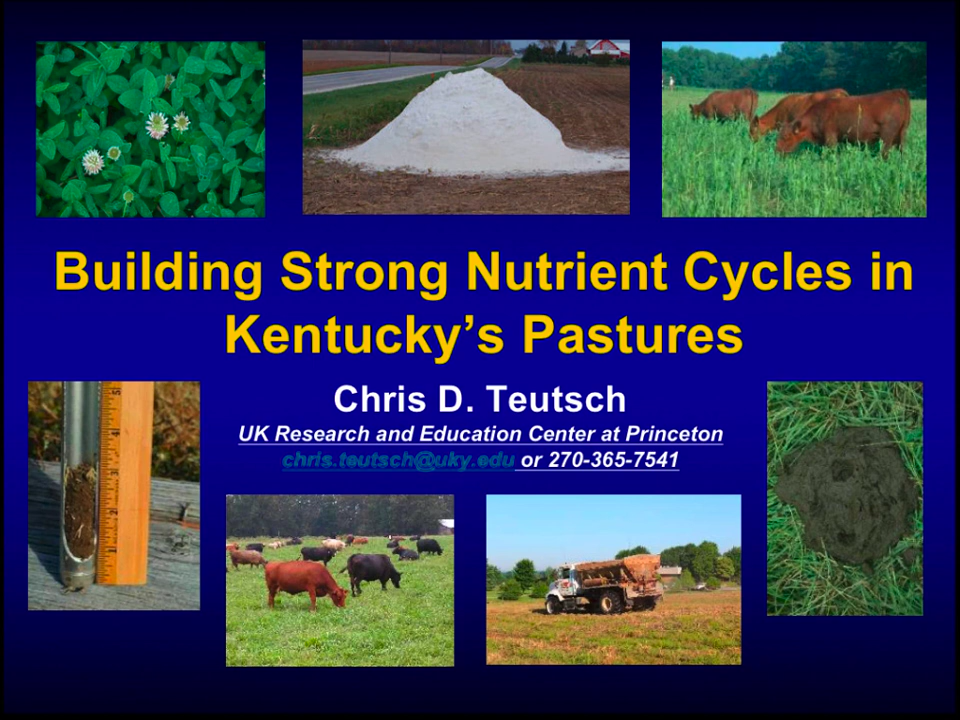 Building Strong Nutrient Cycles in
Kentucky's Pastures
Chris D. Teutsch
UK Research and Education Center at Princeton
chris.teutsch@uky.edu or 270-365-7541